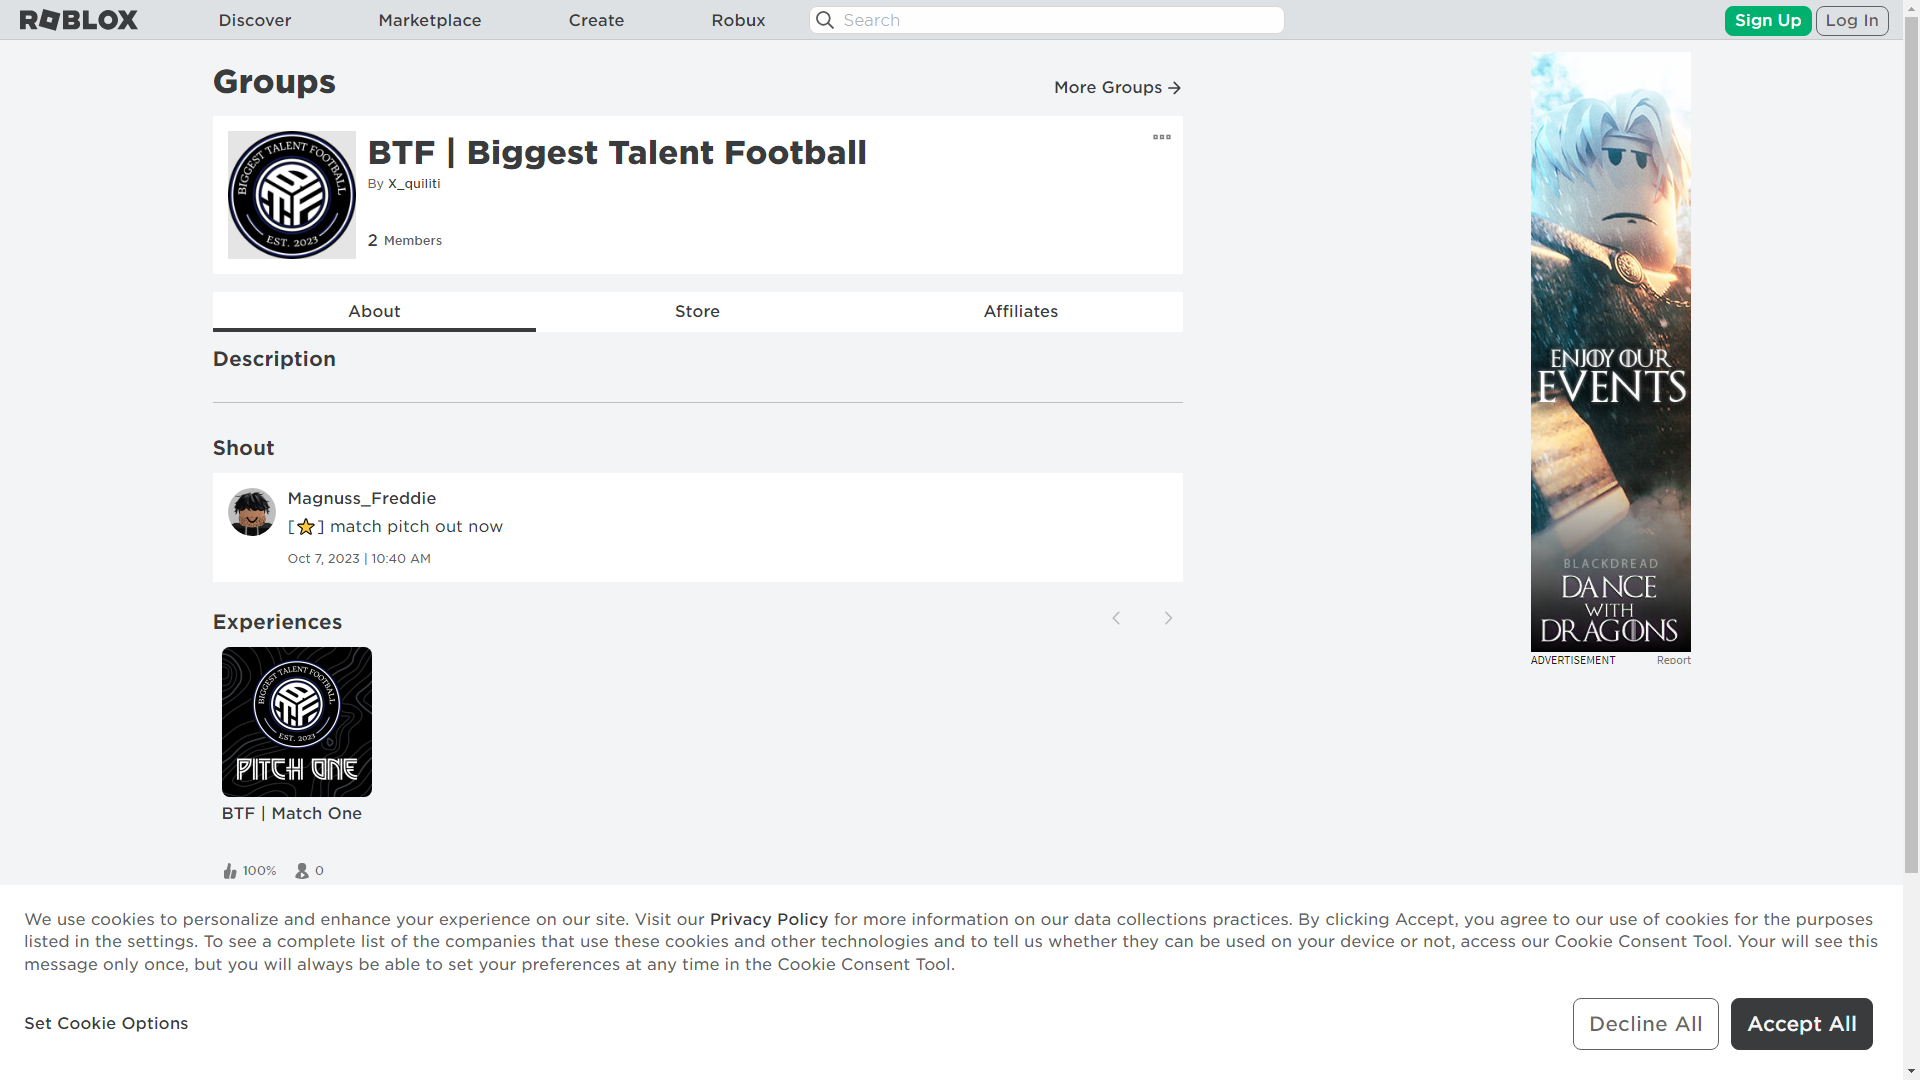 ROBLOX Discover Marketplace Create Robux Search Sign Up Log In
Groups
More Groups
BIGGEST TALENT FOOTBALL
BTF
EST. 2023
BTF | Biggest Talent Football
By X_quiliti
2 Members
About Store Affiliates
Description
Shout
Magnuss_Freddie
[⭐] match pitch out now
Oct 7, 2023 | 10:40 AM
Experiences
BIGGEST TALENT FOOTBALL
BTF
EST. 2023
PITCH ONE
BTF | Match One
100% 0
ENJOY OUR
EVENTS
BLACKDREAD
DANCE
WITH
DRAGONS
ADVERTISEMENT Report
We use cookies to personalize and enhance your experience on our site. Visit our Privacy Policy for more information on our data collections practices. By clicking Accept, you agree to our use of cookies for the purposes
listed in the settings. To see a complete list of the companies that use these cookies and other technologies and to tell us whether they can be used on your device or not, access our Cookie Consent Tool. Your will see this
message only once, but you will always be able to set your preferences at any time in the Cookie Consent Tool.
Set Cookie Options
Decline All
Accept All